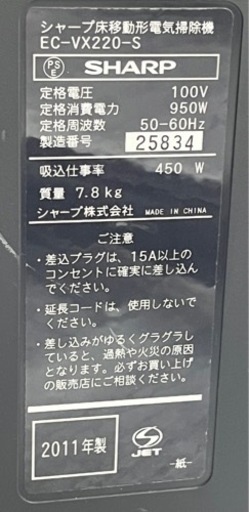 シャープ床移動形電気掃除機
EC-VX220-S
PS
E
SHARP
定格電圧 100V
定格消費電力 950W
定格周波数 50-60Hz
製造番号 25834
吸込仕事率 450 W
質量 7.8kg
シャープ株式会社 MADE IN CHINA
ご注意
・差込プラグは、15A以上の
コンセントに確実に差し込ん
でください。
・延長コードは、使用しないで
ください。
・差し込みがゆるくグラグラし
ていると、過熱や火災の原因
となります。必ずお買い上げ
の販売店にご相談ください。
2011年製
S
JET
-紙-